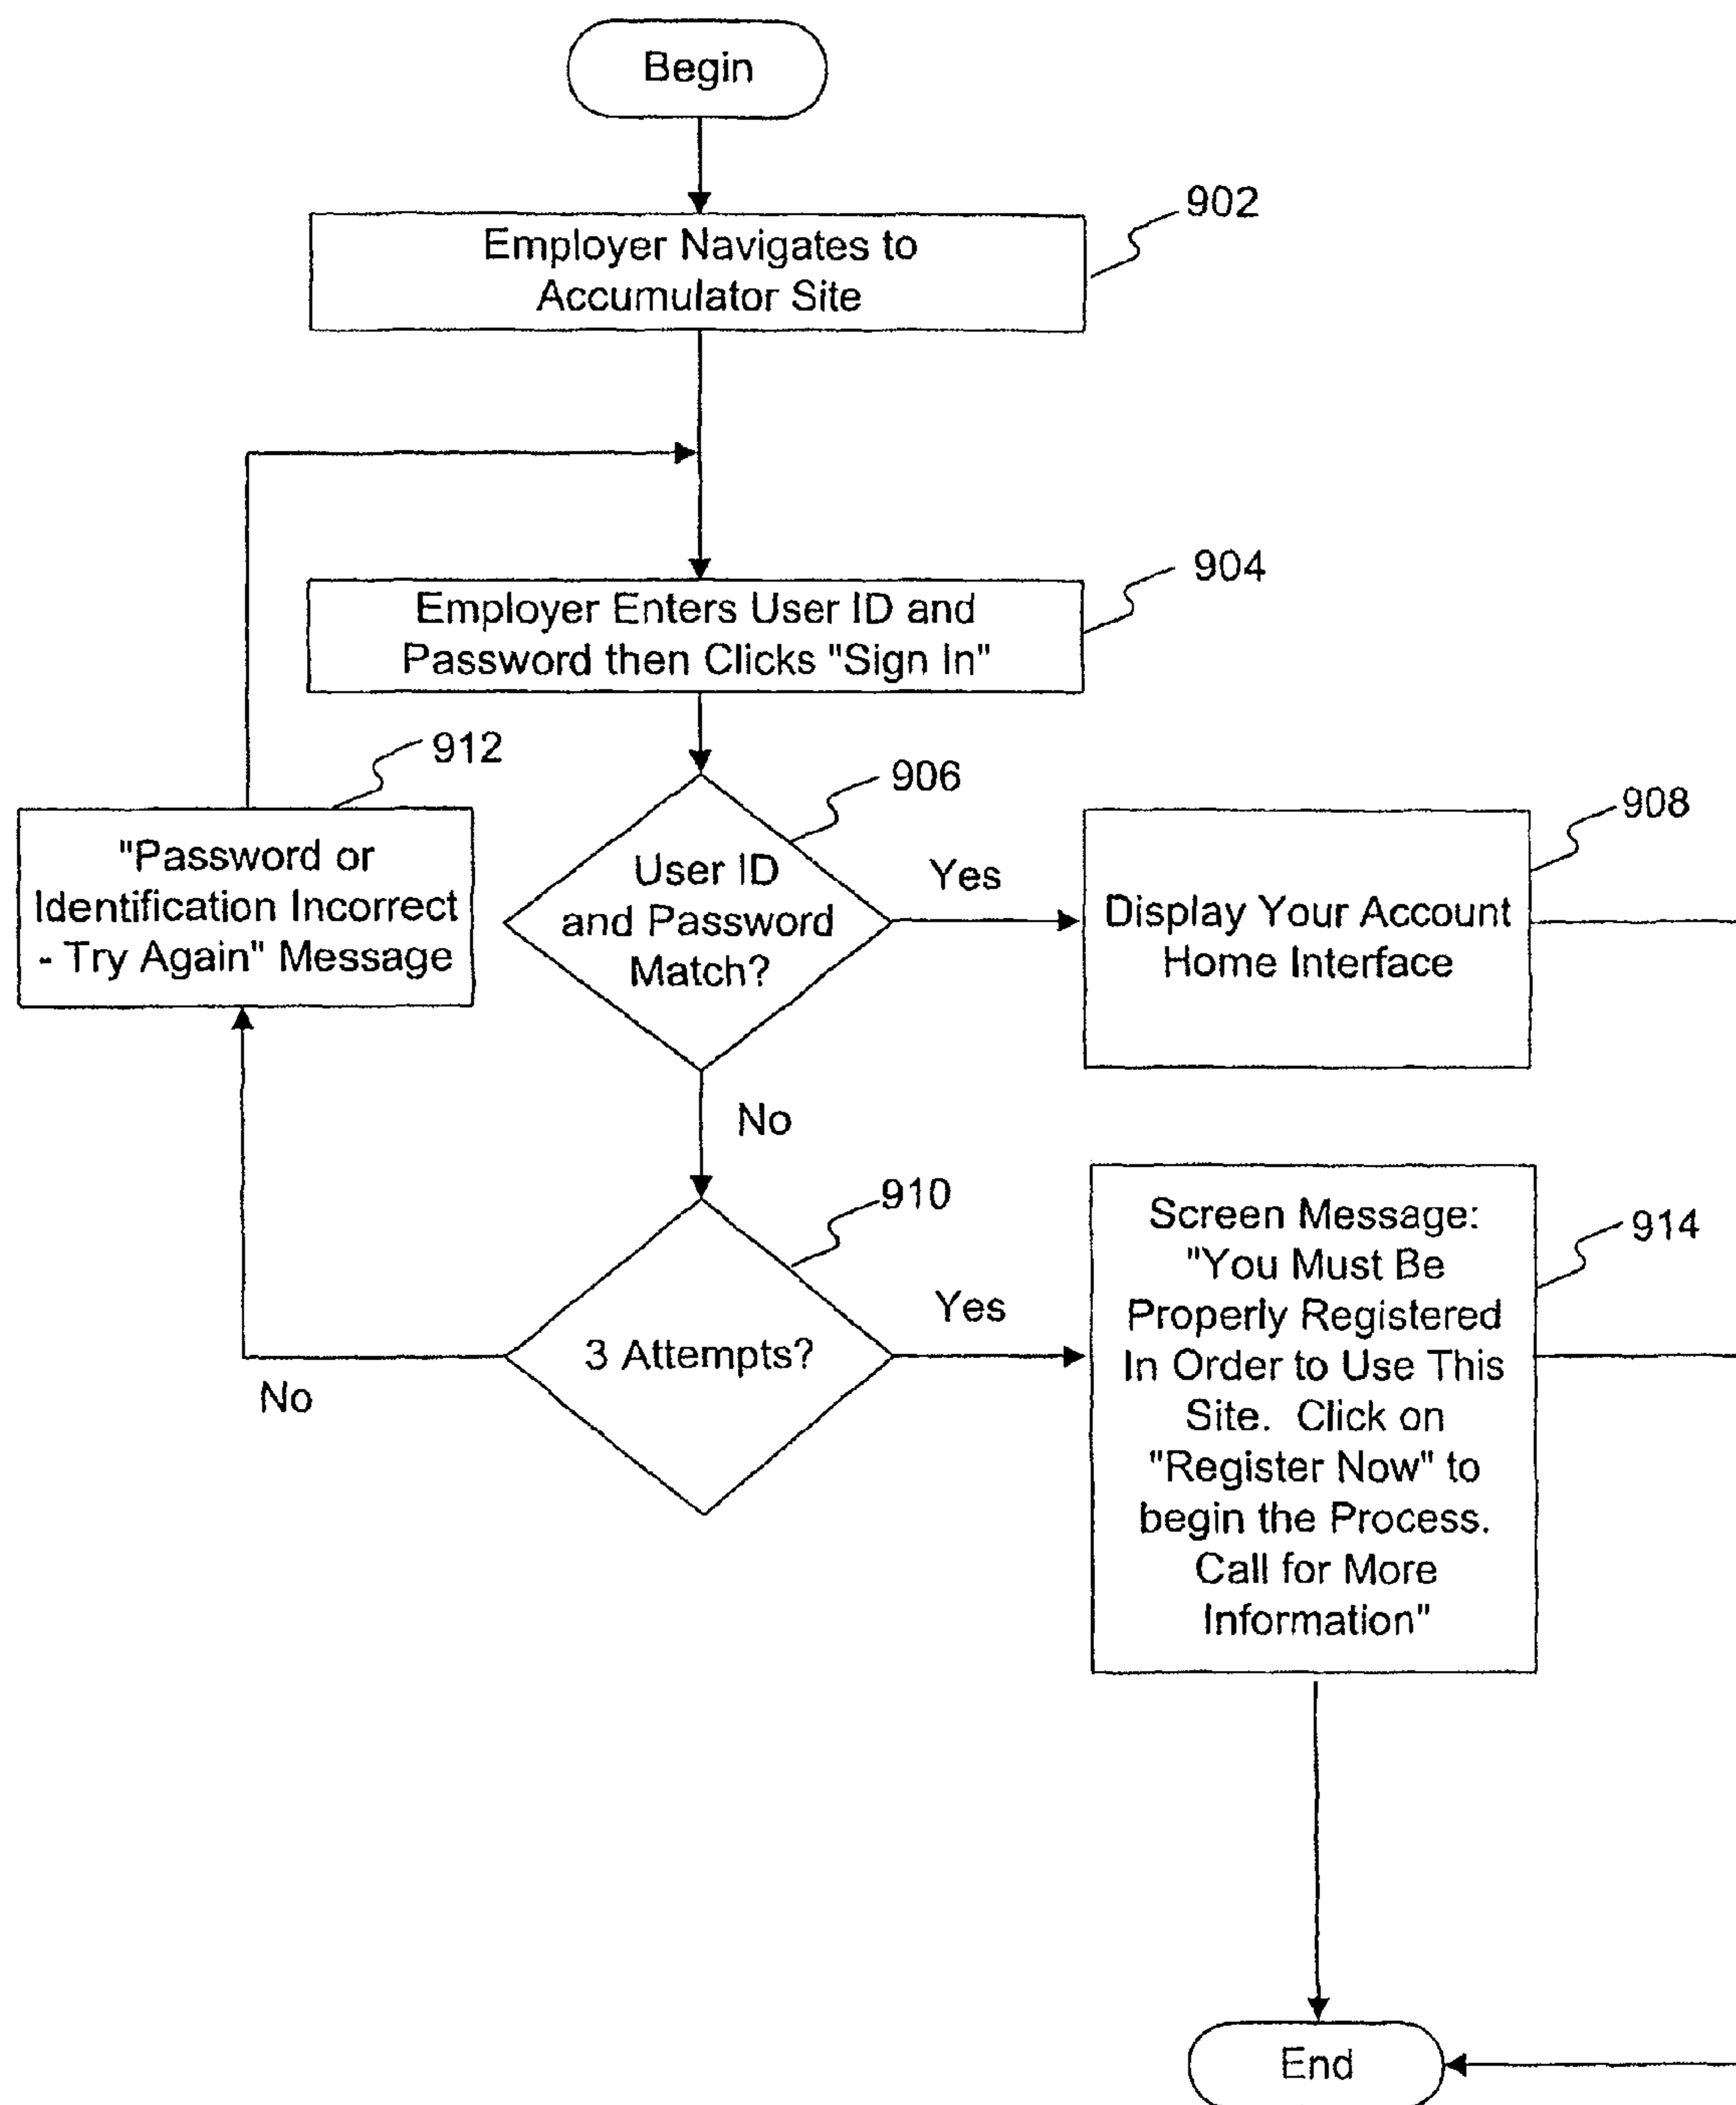 Begin
902
Employer Navigates to
Accumulator Site
904
Employer Enters User ID and
Password then Clicks "Sign In"
912
"Password or
Identification Incorrect
- Try Again" Message
906
User ID
and Password
Match?
Yes
908
Display Your Account
Home Interface
No
910
3 Attempts?
No
Yes
914
Screen Message:
"You Must Be
Properly Registered
In Order to Use This
Site. Click on
"Register Now" to
begin the Process.
Call for More
Information"
End